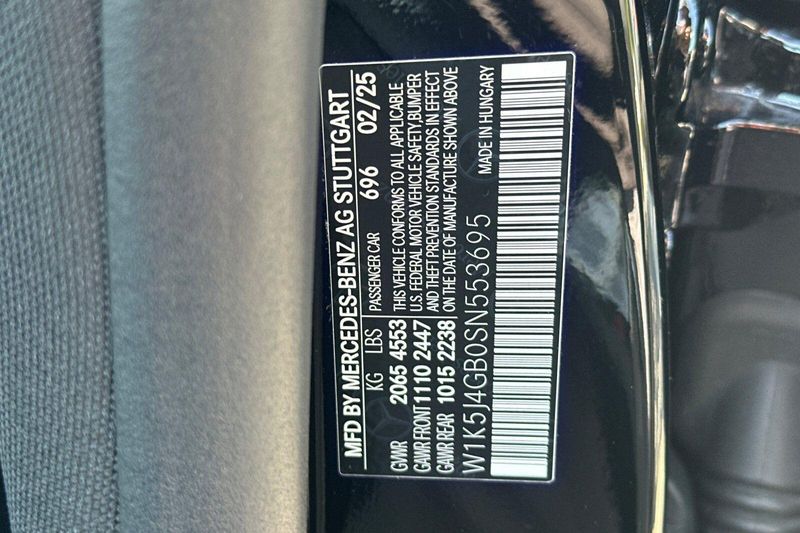 MFD BY MERCEDES-BENZ AG STUTTGART
KG LBS PASSENGER CAR 696 02/25
GVWR 2065 4553 THIS VEHICLE CONFORMS TO ALL APPLICABLE
GAWR FRONT 1110 2447 U.S. FEDERAL MOTOR VEHICLE SAFETY, BUMPER
GAWR REAR 1015 2238 AND THEFT PREVENTION STANDARDS IN EFFECT
ON THE DATE OF MANUFACTURE SHOWN ABOVE
W1K5J4GB0SN553695 MADE IN HUNGARY